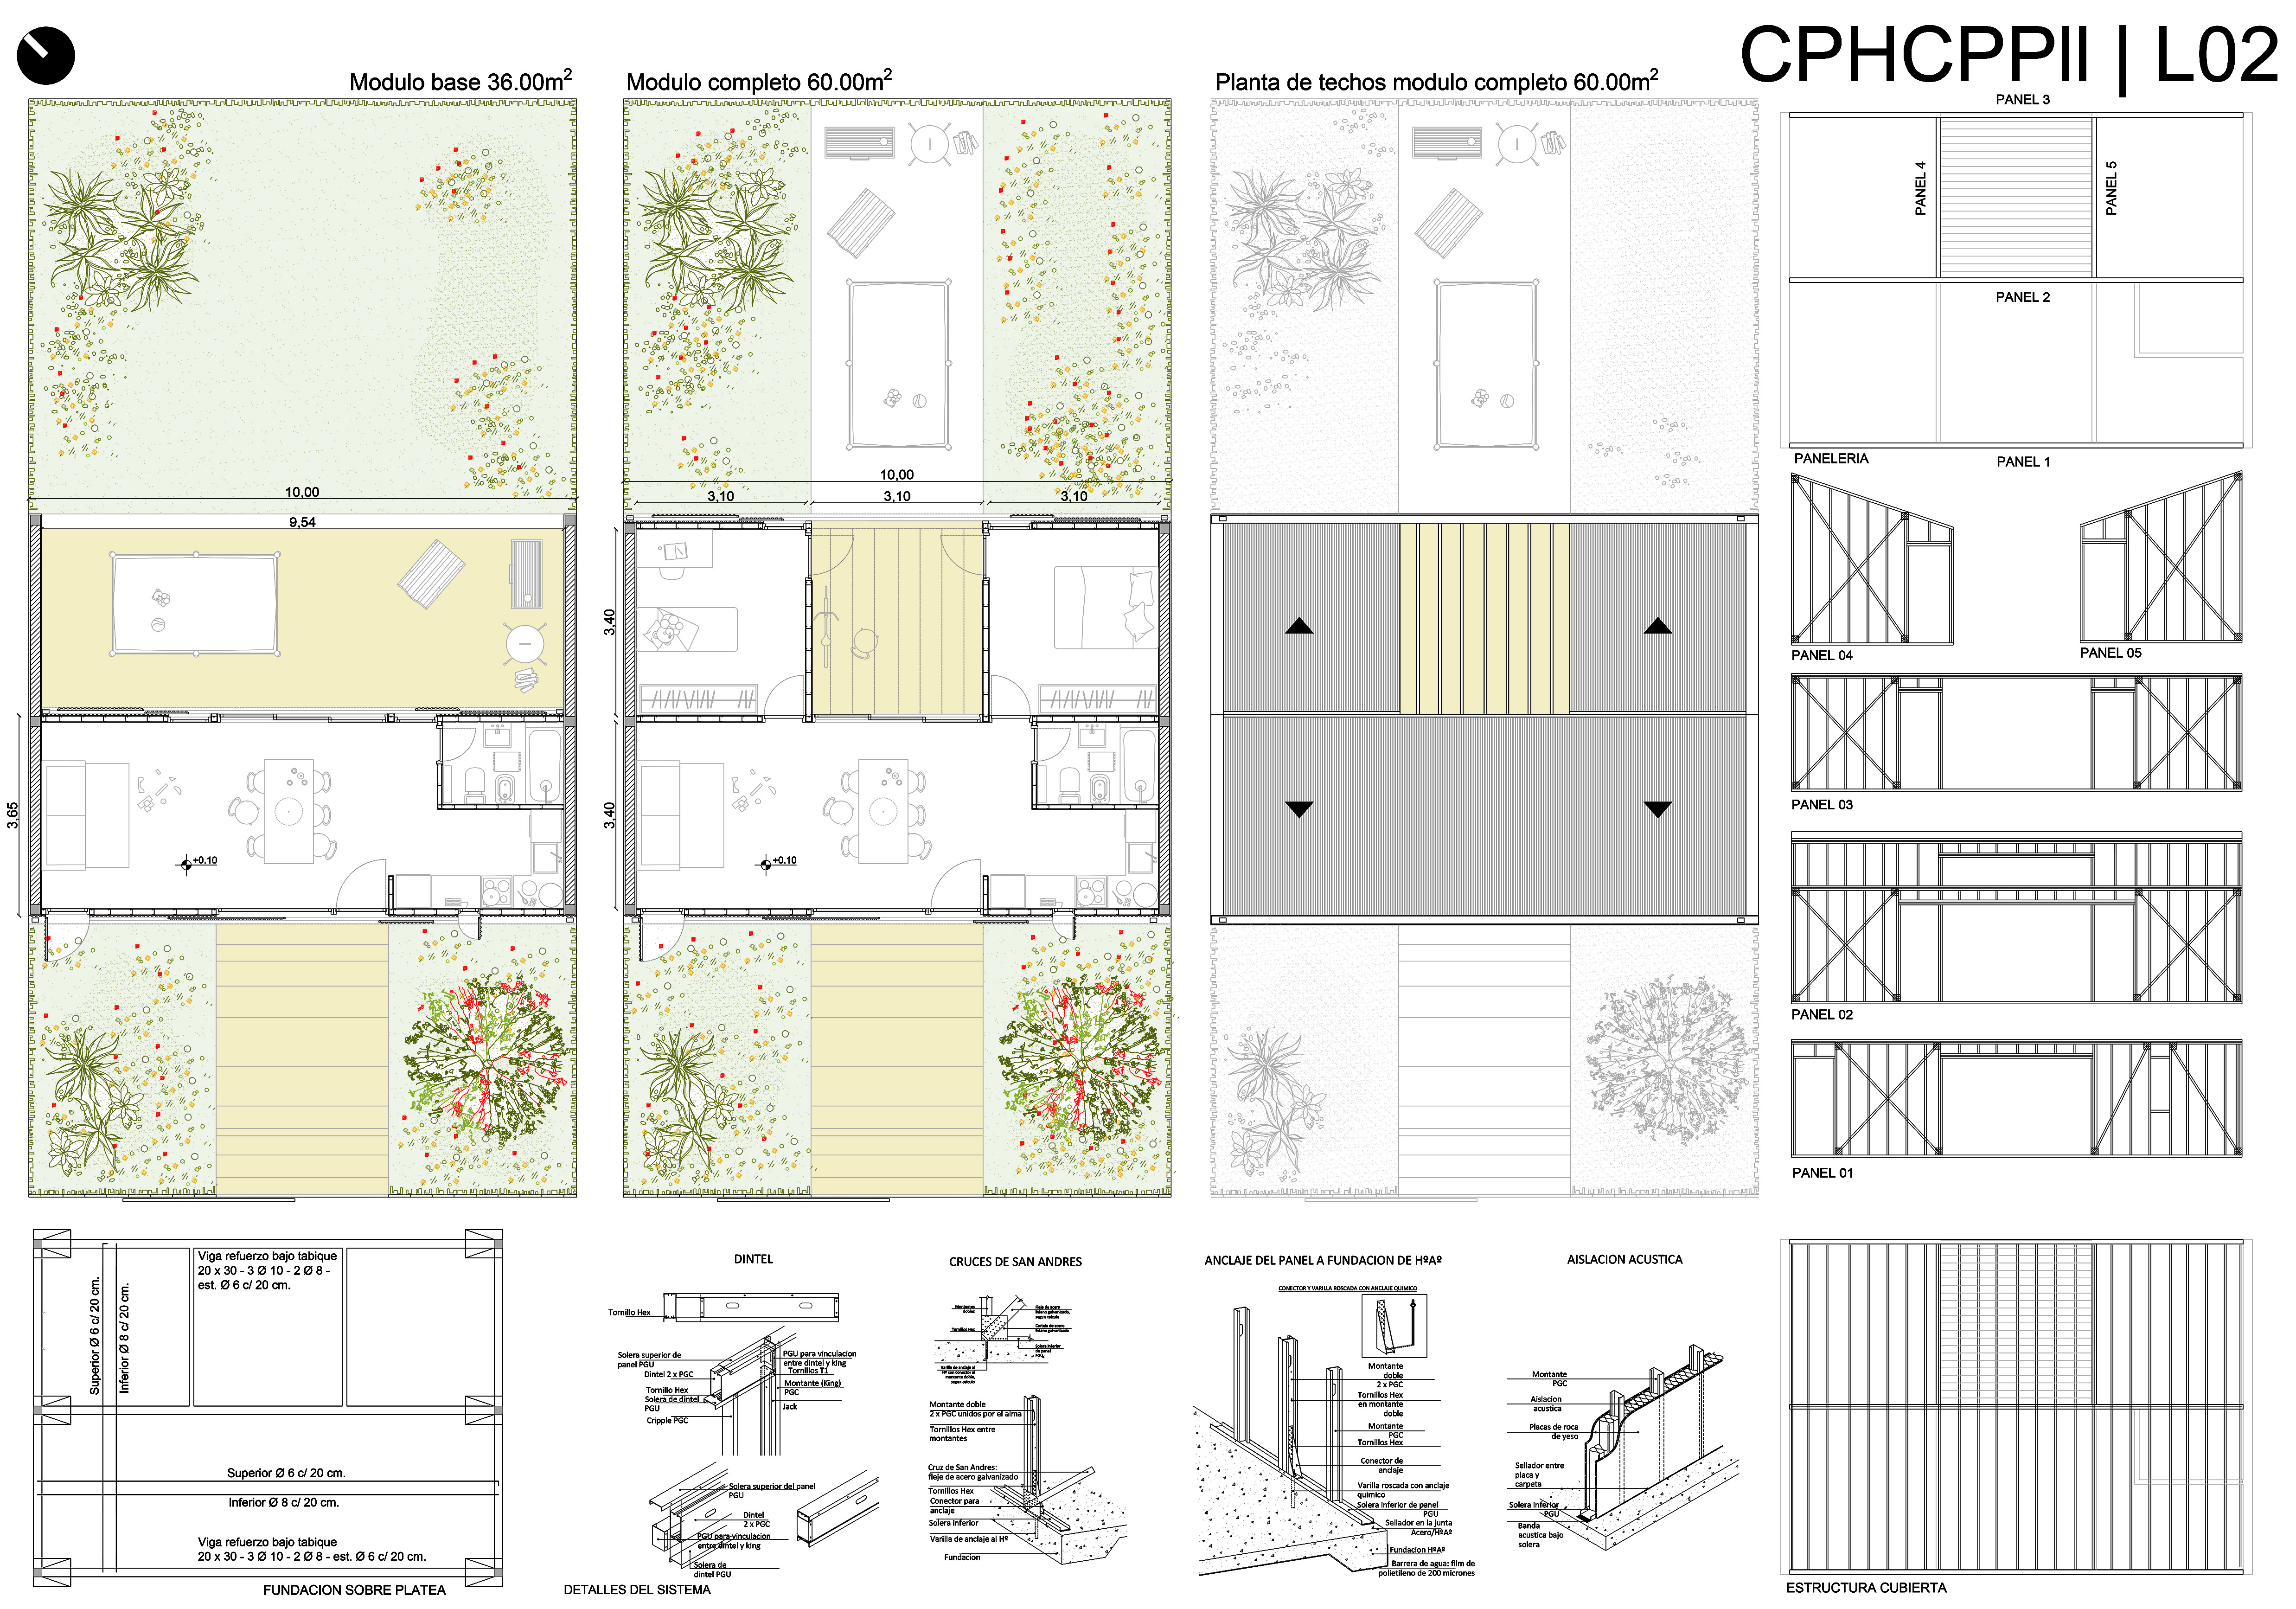 CPHCPPII | L02
Modulo base 36.00m²
Modulo completo 60.00m²
Planta de techos modulo completo 60.00m²
10,00
9,54
3,65
+0.10
10,00
3,10
3,10
3,10
3,40
3,40
+0.10
PANEL 3
PANEL 4
PANEL 5
PANEL 2
PANELERIA
PANEL 1
PANEL 04
PANEL 05
PANEL 03
PANEL 02
PANEL 01
Viga refuerzo bajo tabique
20 x 30 - 3 Ø 10 - 2 Ø 8 -
est. Ø 6 c/ 20 cm.
Superior Ø 6 c/ 20 cm.
Inferior Ø 8 c/ 20 cm.
Superior Ø 6 c/ 20 cm.
Inferior Ø 8 c/ 20 cm.
Viga refuerzo bajo tabique
20 x 30 - 3 Ø 10 - 2 Ø 8 - est. Ø 6 c/ 20 cm.
FUNDACION SOBRE PLATEA
DETALLES DEL SISTEMA
DINTEL
Tornillo Hex
Solera superior de
panel PGU
Dintel 2 x PGC
Tornillo Hex
Solera de dintel
PGU
Cripple PGC
PGU para vinculacion
entre dintel y king
Tornillos T1
Montante (King)
PGC
Jack
Solera superior del panel
PGU
Dintel
2 x PGC
PGU para vinculacion
entre dintel y king
Solera de
dintel PGU
CRUCES DE SAN ANDRES
Montantes
dobles
Tornillos Hex
Solera inferior
de panel
PGU
Montante doble
2 x PGC unidos por el alma
Tornillos Hex entre
montantes
Cruz de San Andres:
fleje de acero galvanizado
Tornillos Hex
Conector para
anclaje
Solera inferior
Varilla de anclaje al Hº
Fundacion
ANCLAJE DEL PANEL A FUNDACION DE HºAº
CONECTOR Y VARILLA ROSCADA CON ANCLAJE QUIMICO
Montante
doble
2 x PGC
Tornillos Hex
en montante
doble
Montante
PGC
Tornillos Hex
Conector de
anclaje
Varilla roscada con anclaje
quimico
Solera inferior de panel
PGU
Sellador en la junta
Acero/HºAº
Fundacion HºAº
Barrera de agua: film de
polietileno de 200 micrones
AISLACION ACUSTICA
Montante
PGC
Aislacion
acustica
Placas de roca
de yeso
Sellador entre
placa y
carpeta
Solera inferior
PGU
Banda
acustica bajo
solera
ESTRUCTURA CUBIERTA